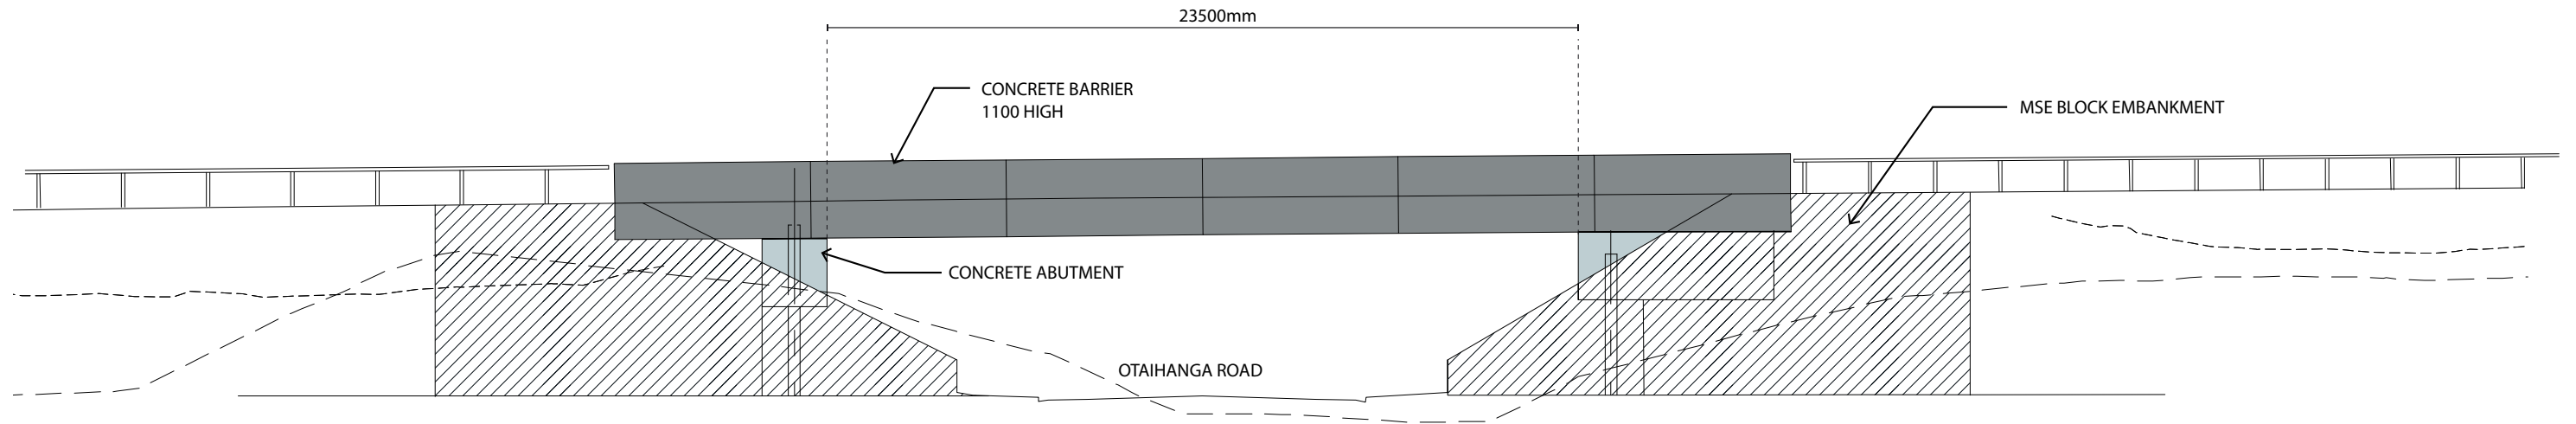 23500mm
CONCRETE BARRIER
1100 HIGH
MSE BLOCK EMBANKMENT
CONCRETE ABUTMENT
OTAIHANGA ROAD